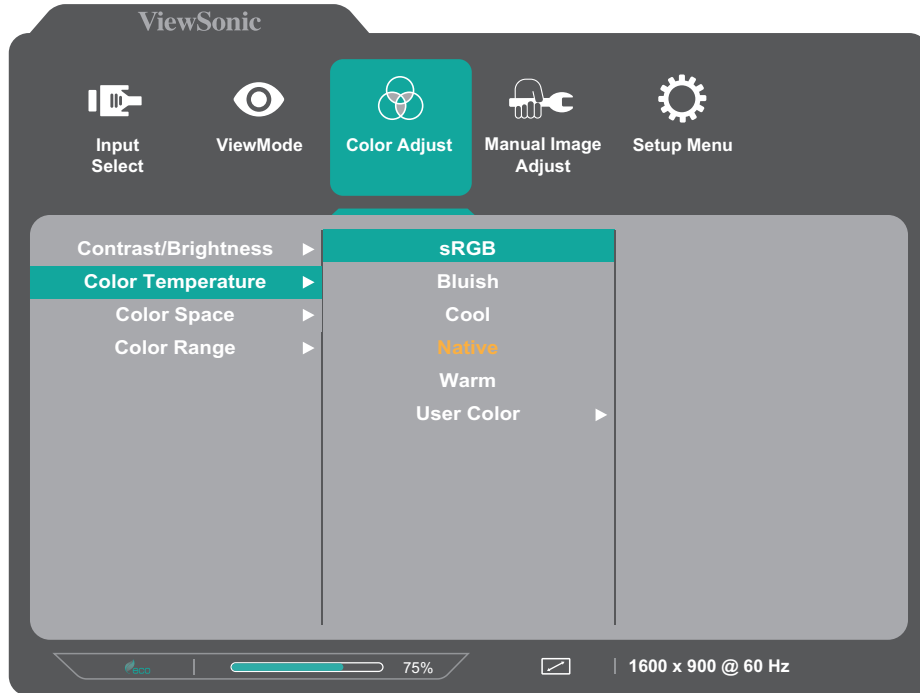 ViewSonic
Input
Select
ViewMode
Color Adjust
Manual Image
Adjust
Setup Menu
Contrast/Brightness
Color Temperature
Color Space
Color Range
sRGB
Bluish
Cool
Native
Warm
User Color
eco
75%
1600 x 900 @ 60 Hz